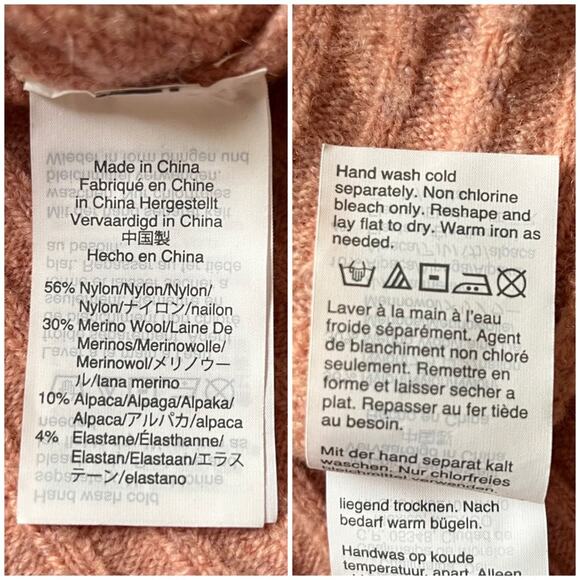 Made in China
Fabriqué en Chine
in China Hergestellt
Vervaardigd in China
中国製
Hecho en China
56% Nylon/Nylon/Nylon/
Nylon/ナイロン/nailon
30% Merino Wool/Laine De
Merinos/Merinowolle/
Merinowol/メリノウー
ル/lana merino
10% Alpaca/Alpaga/Alpaka/
Alpaca/アルパカ/alpaca
4% Elastane/Élasthanne/
Elastan/Elastaan/エラス
テーン/elastano
Hand wash cold
separately. Non chlorine
bleach only. Reshape and
lay flat to dry. Warm iron as
needed.
Laver à la main à l'eau
froide séparément. Agent
de blanchiment non chloré
seulement. Remettre en
forme et laisser secher a
plat. Repasser au fer tiède
au besoin.
Mit der hand separat kalt
waschen. Nur chlorfreies
bleichmittel verwenden.
liegend trocknen. Nach
bedarf warm bügeln.
Handwas op koude
temperatuur, apart. Alleen